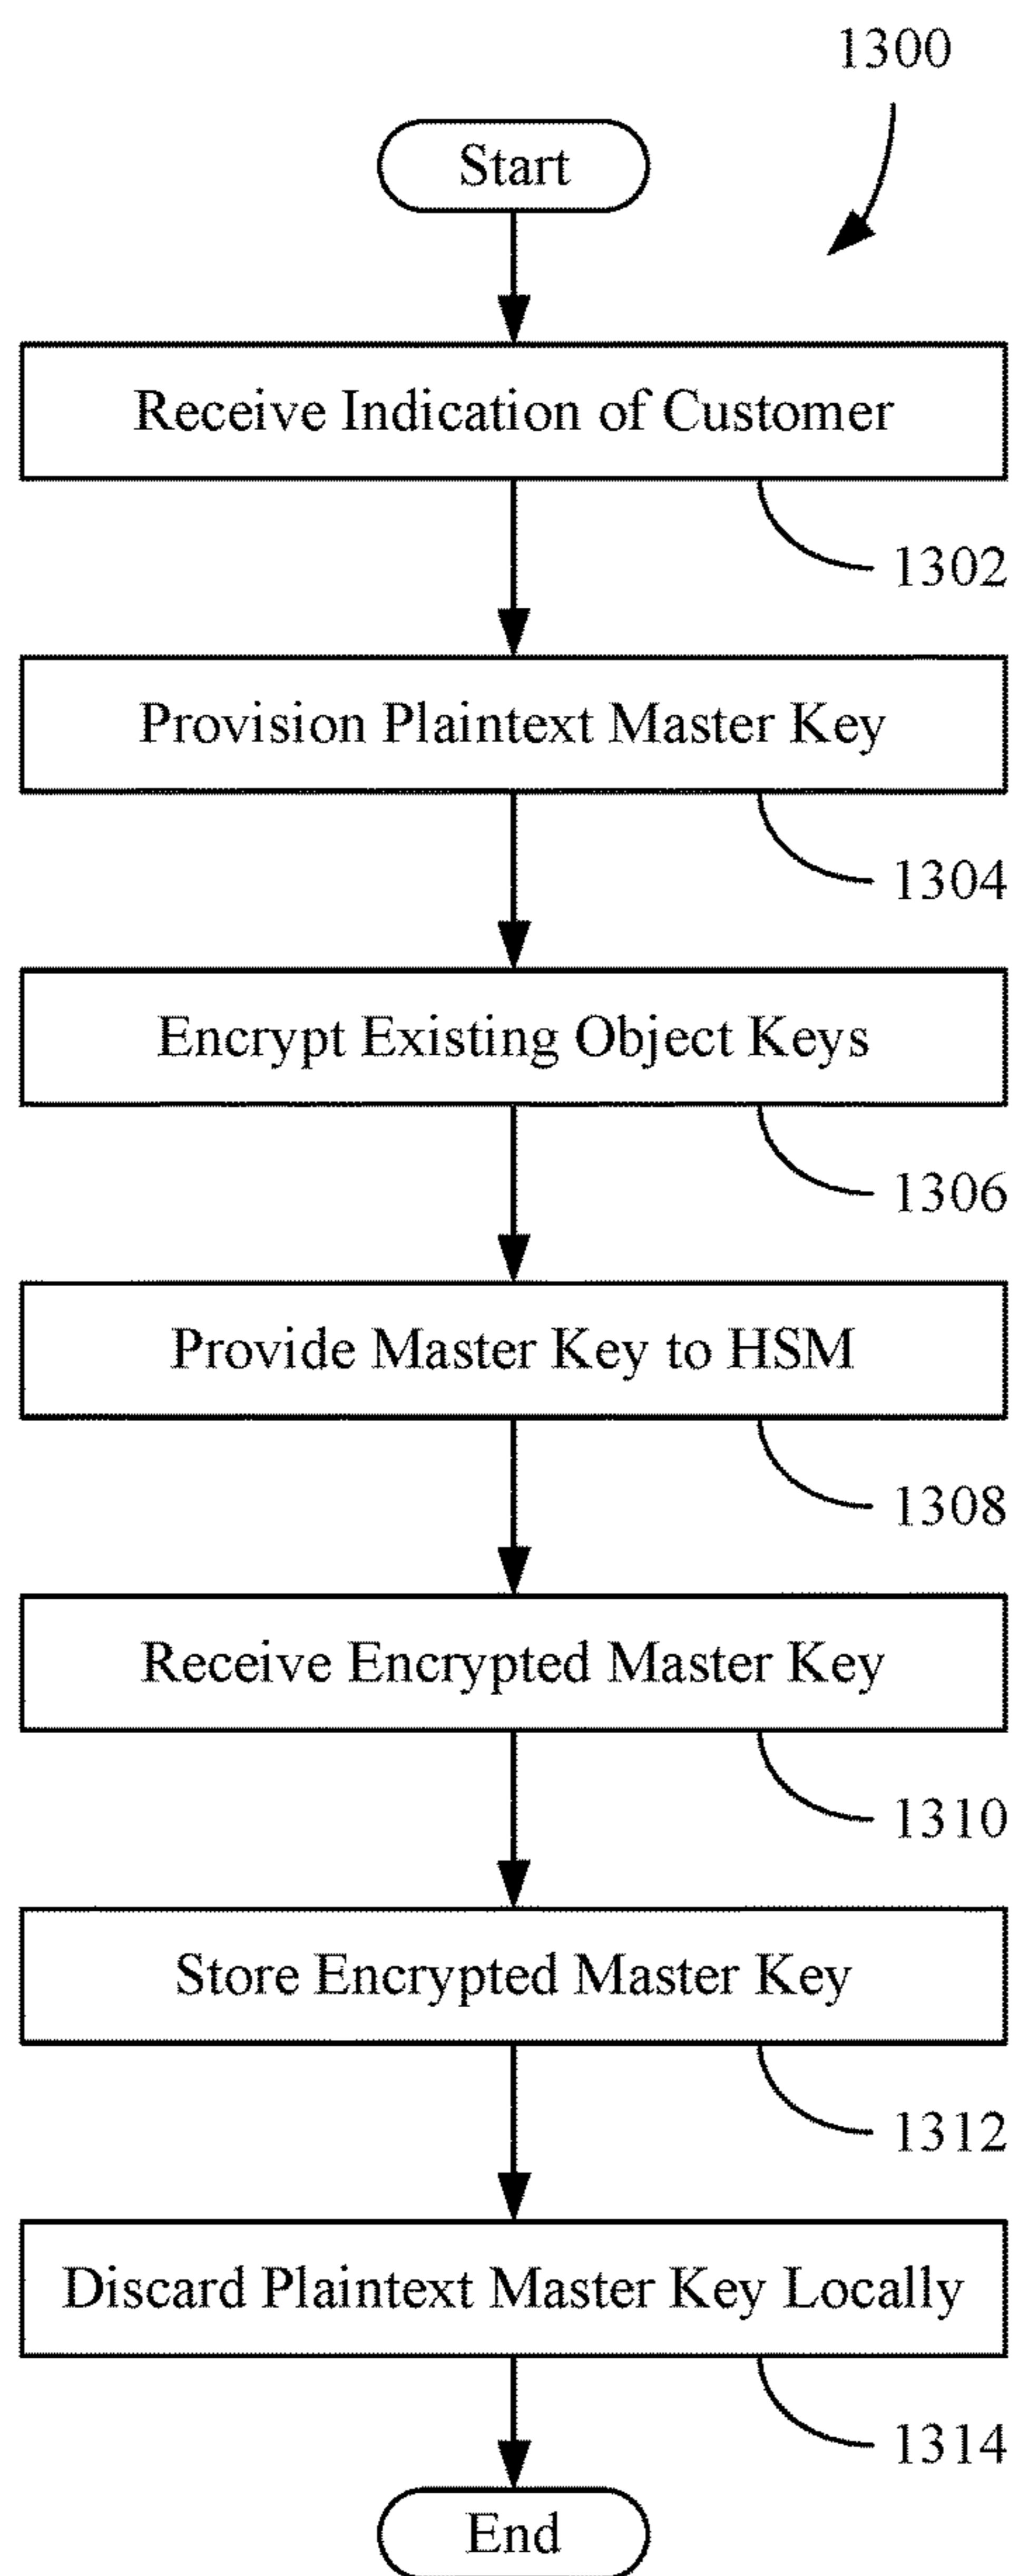 1300
Start
Receive Indication of Customer
1302
Provision Plaintext Master Key
1304
Encrypt Existing Object Keys
1306
Provide Master Key to HSM
1308
Receive Encrypted Master Key
1310
Store Encrypted Master Key
1312
Discard Plaintext Master Key Locally
1314
End